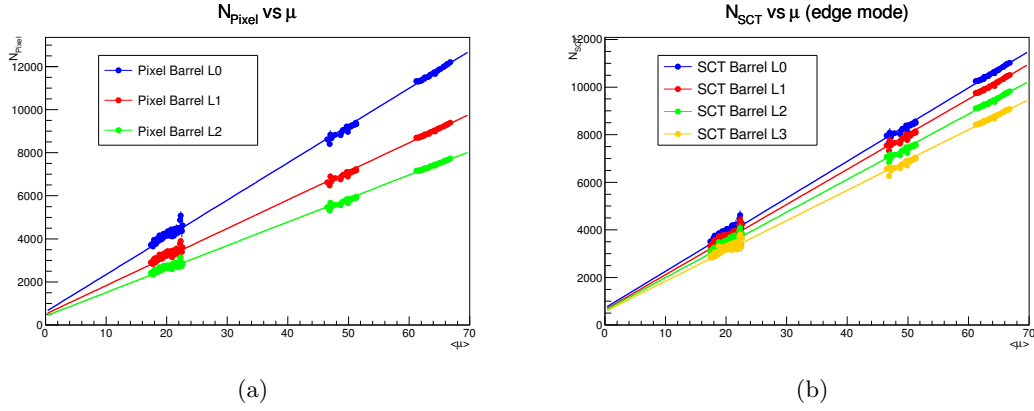 N_Pixel vs μ
N_Pixel
12000
10000
8000
6000
4000
2000
0
Pixel Barrel L0
Pixel Barrel L1
Pixel Barrel L2
0 10 20 30 40 50 60 70
<μ>
(a)
N_SCT vs μ (edge mode)
12000
10000
8000
6000
4000
2000
0
SCT Barrel L0
SCT Barrel L1
SCT Barrel L2
SCT Barrel L3
0 10 20 30 40 50 60 70
<μ>
(b)